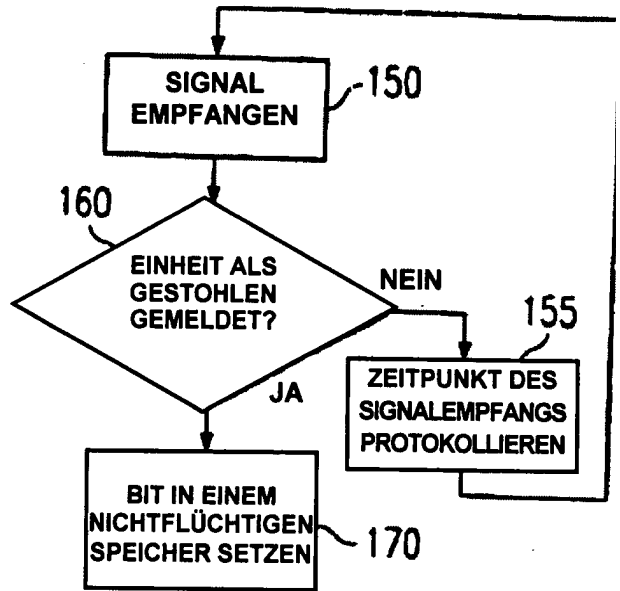 SIGNAL
EMPFANGEN
150
160
EINHEIT ALS
GESTOHLEN
GEMELDET?
NEIN
JA
155
ZEITPUNKT DES
SIGNALEMPFANGS
PROTOKOLLIEREN
BIT IN EINEM
NICHTFLÜCHTIGEN
SPEICHER SETZEN
170